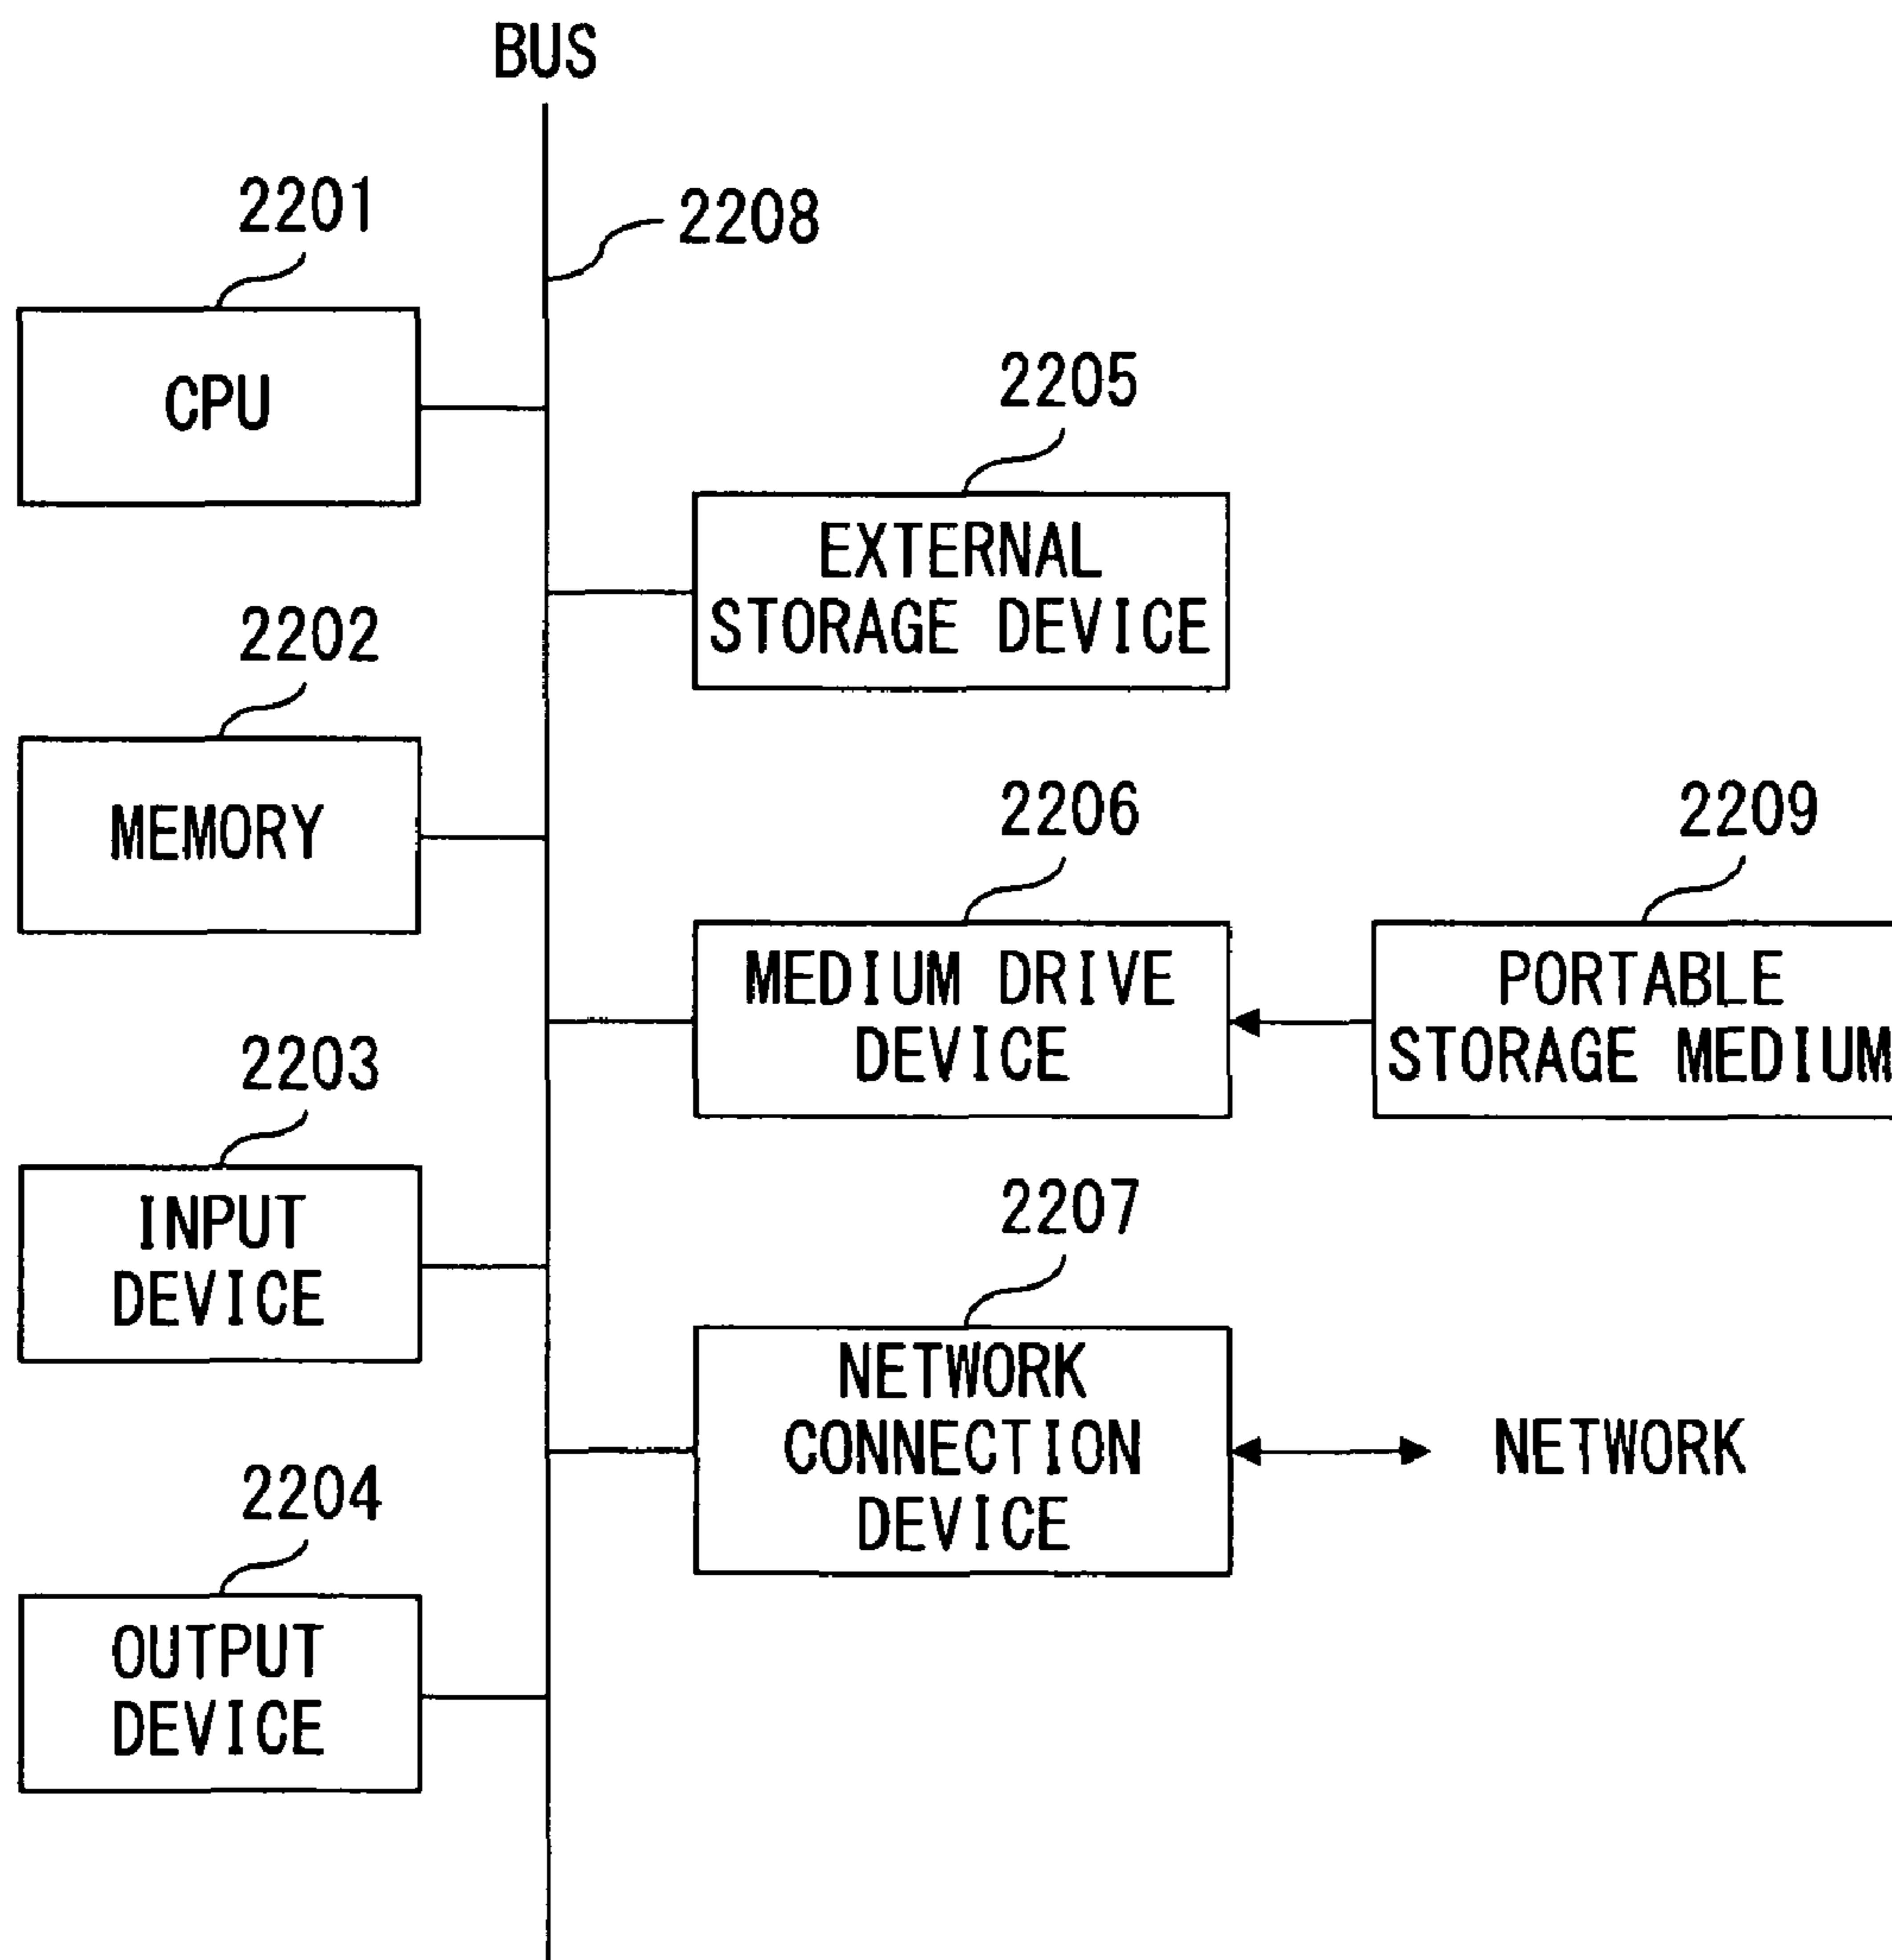 BUS
2201
2208
CPU
2205
EXTERNAL
STORAGE DEVICE
2202
MEMORY
2206
2209
MEDIUM DRIVE
DEVICE
PORTABLE
STORAGE MEDIUM
2203
INPUT
DEVICE
2207
NETWORK
CONNECTION
DEVICE
NETWORK
2204
OUTPUT
DEVICE